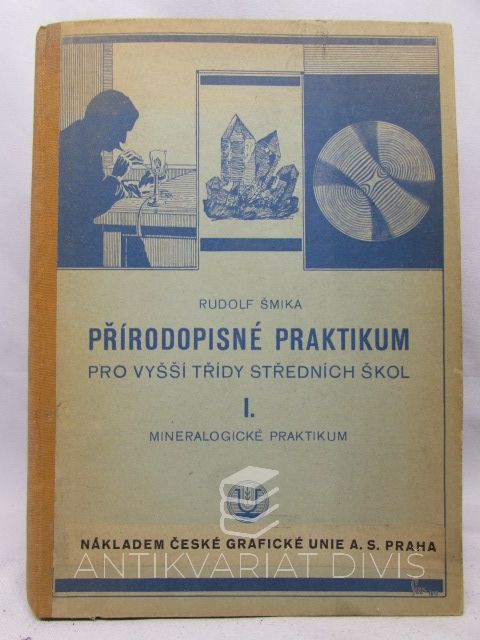 RUDOLF ŠMIKA
PŘÍRODOPISNÉ PRAKTIKUM
PRO VYŠŠÍ TŘÍDY STŘEDNÍCH ŠKOL
I.
MINERALOGICKÉ PRAKTIKUM
U
NÁKLADEM ČESKÉ GRAFICKÉ UNIE A. S. PRAHA
ANTIKVARIÁT DIVIŠ